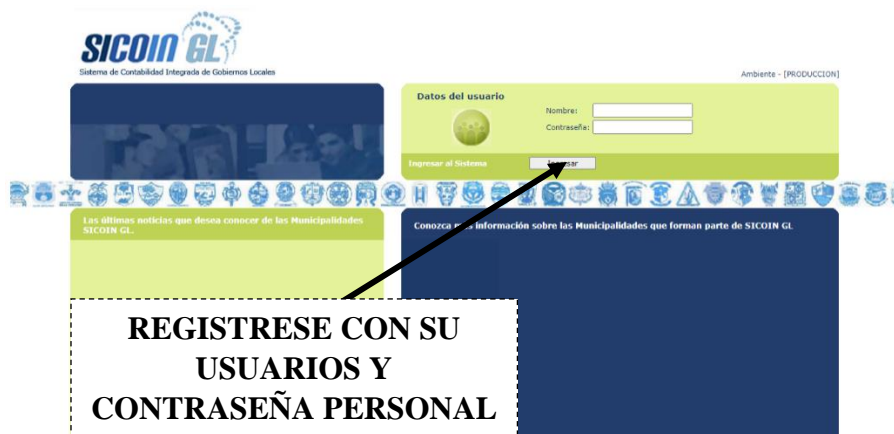 SICOIN GL
Sistema de Contabilidad Integrada de Gobiernos Locales
Ambiente - [PRODUCCION]
Datos del usuario
Nombre:
Contraseña:
Ingresar al Sistema
Las últimas noticias que desea conocer de las Municipalidades
SICOIN GL.
Conozca más información sobre las Municipalidades que forman parte de SICOIN GL
REGISTRESE CON SU
USUARIOS Y
CONTRASEÑA PERSONAL